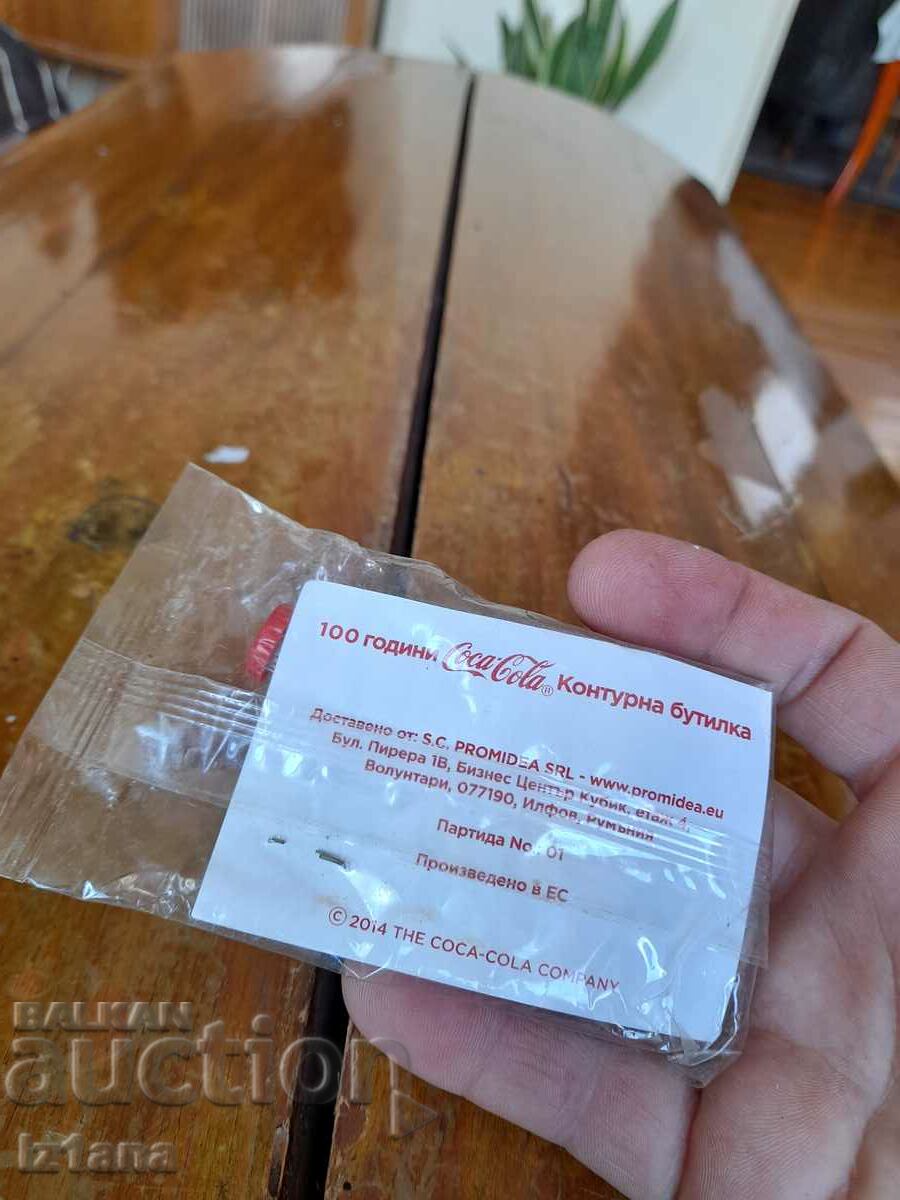 100 години Coca-Cola® Контурна бутилка
Доставено от: S.C. PROMIDEA SRL - www.promidea.eu
Бул. Пирера 1В, Бизнес Център Кубик, етаж 4,
Волунтари, 077190, Илфов, Румъния
Партида No.: 01
Произведено в ЕС
© 2014 THE COCA-COLA COMPANY
BALKAN
auction
iz1ana